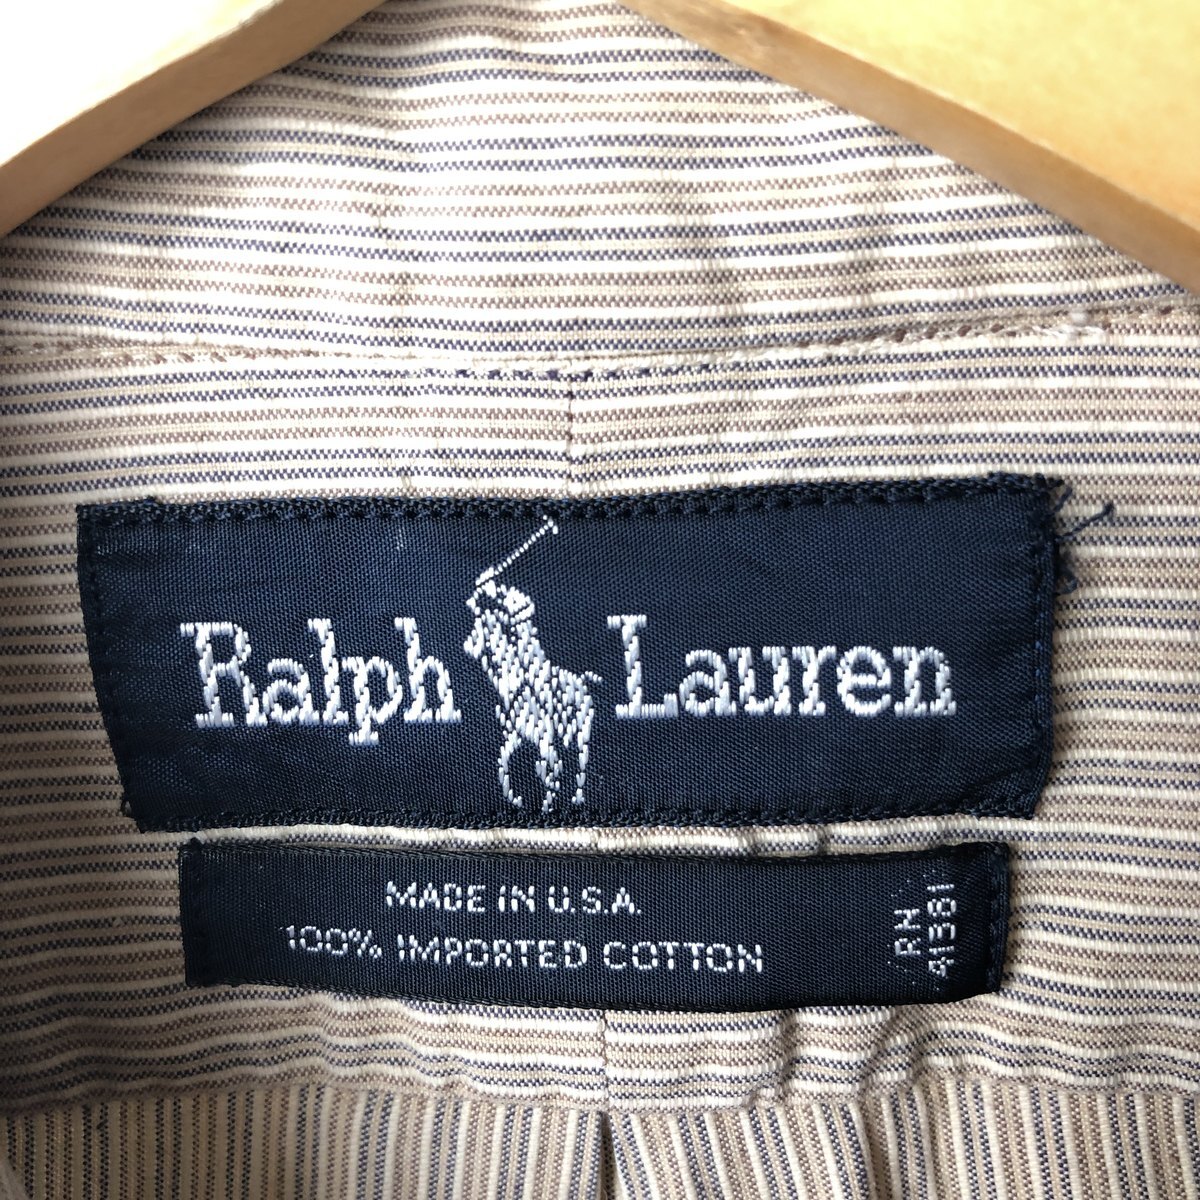 Ralph Lauren
MADE IN U.S.A.
100% IMPORTED COTTON
RN
41381